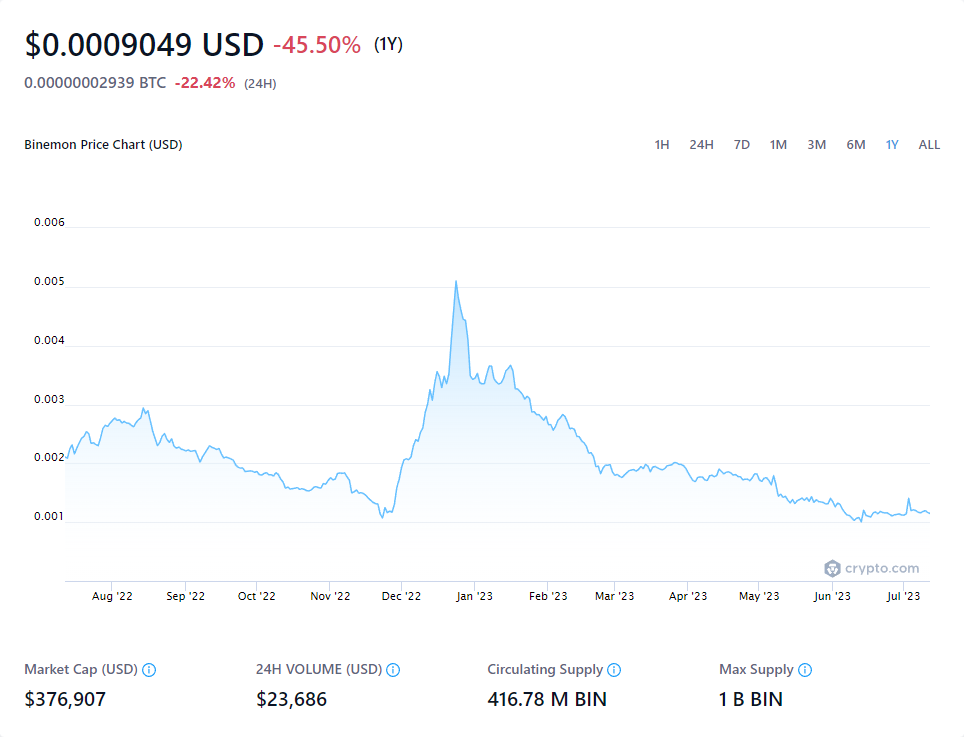 $0.0009049 USD -45.50% (1Y)
0.00000002939 BTC -22.42% (24H)
Binemon Price Chart (USD) 1H 24H 7D 1M 3M 6M 1Y ALL
0.006
0.005
0.004
0.003
0.002
0.001
crypto.com
Aug '22 Sep '22 Oct '22 Nov '22 Dec '22 Jan '23 Feb '23 Mar '23 Apr '23 May '23 Jun '23 Jul '23
Market Cap (USD) 24H VOLUME (USD) Circulating Supply Max Supply
$376,907 $23,686 416.78 M BIN 1 B BIN